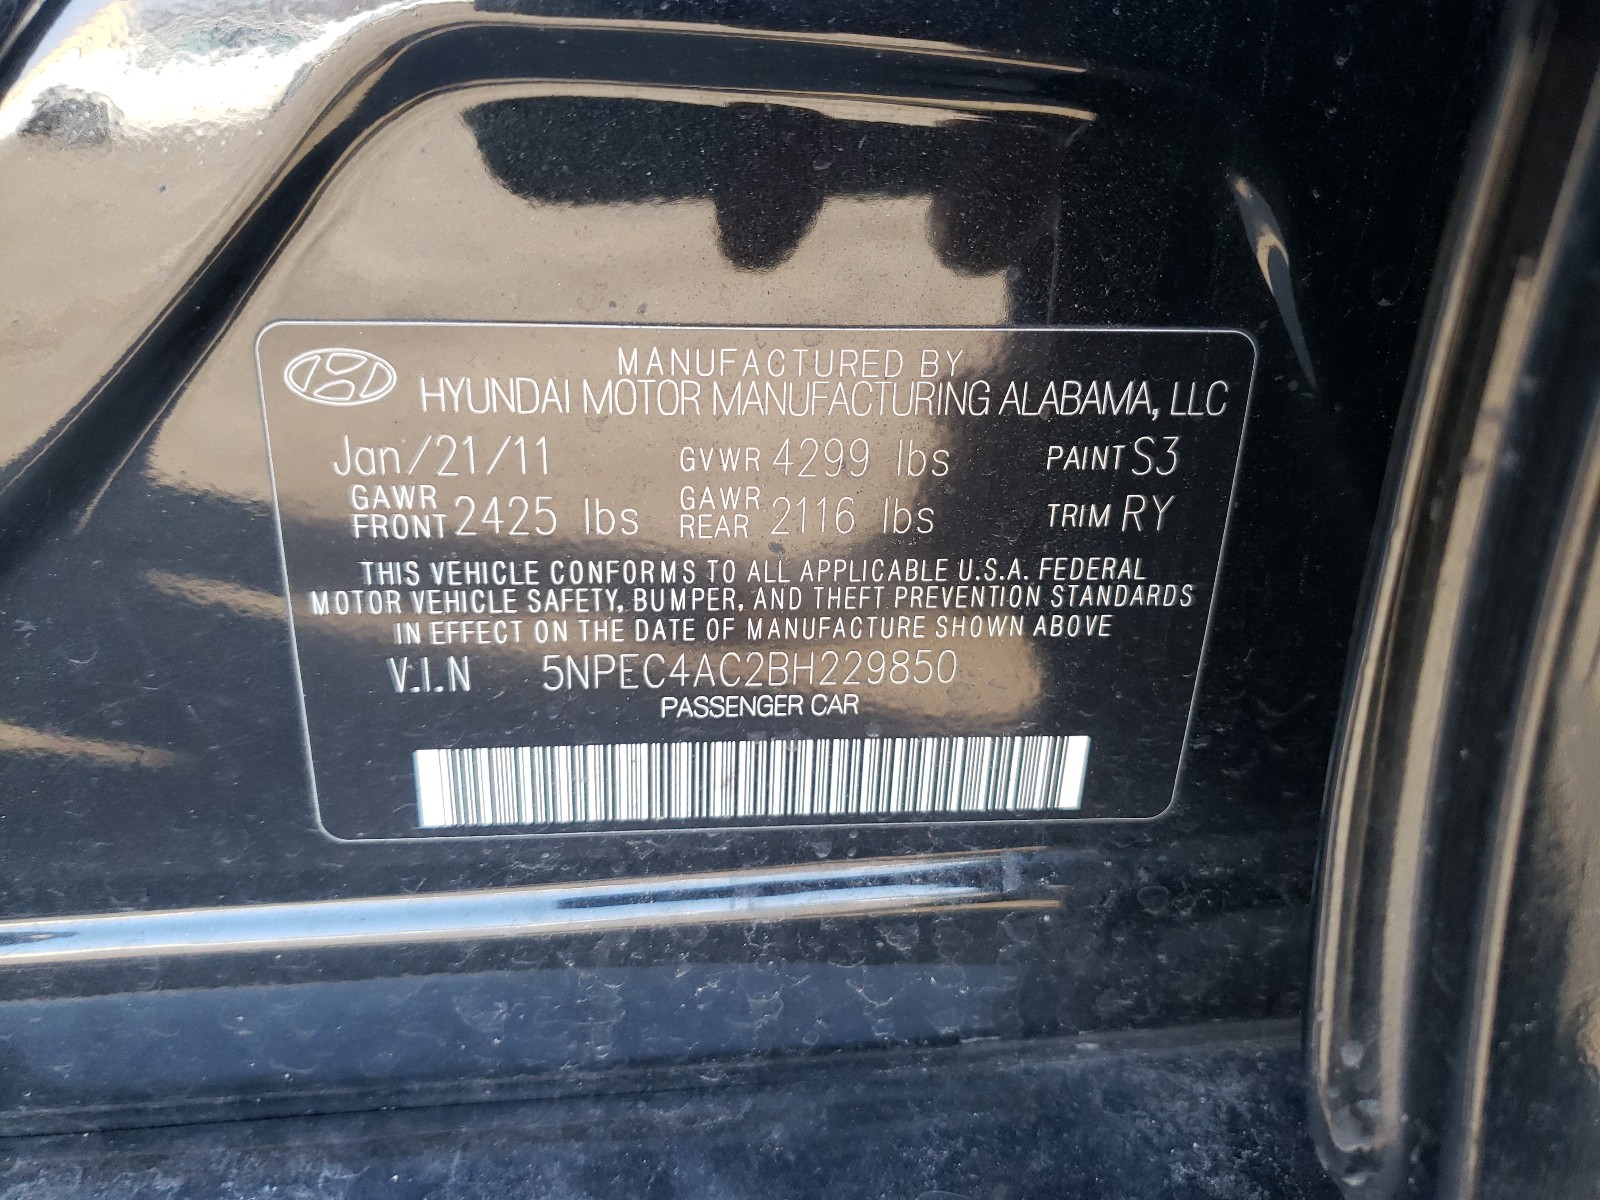 MANUFACTURED BY
HYUNDAI MOTOR MANUFACTURING ALABAMA, LLC
Jan/21/11 GVWR 4299 lbs PAINT S3
GAWR FRONT 2425 lbs GAWR REAR 2116 lbs TRIM RY
THIS VEHICLE CONFORMS TO ALL APPLICABLE U.S.A. FEDERAL
MOTOR VEHICLE SAFETY, BUMPER, AND THEFT PREVENTION STANDARDS
IN EFFECT ON THE DATE OF MANUFACTURE SHOWN ABOVE
V.I.N 5NPEC4AC2BH229850
PASSENGER CAR